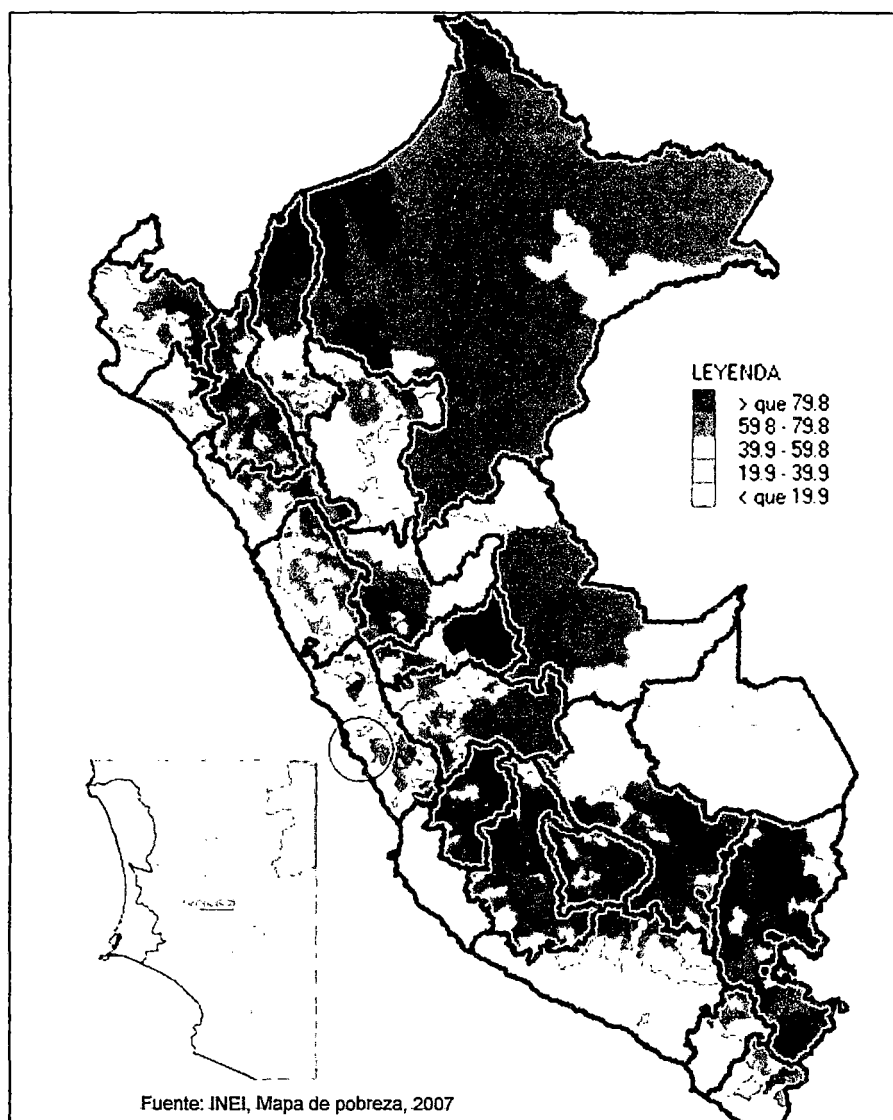 LEYENDA
> que 79.8
59.8 - 79.8
39.9 - 59.8
19.9 - 39.9
< que 19.9
Fuente: INEI, Mapa de pobreza, 2007